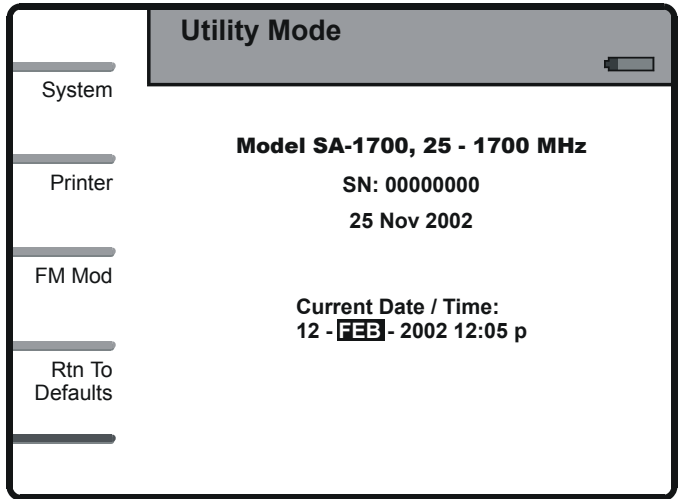 Utility Mode
System
Model SA-1700, 25 - 1700 MHz
Printer
SN: 00000000
25 Nov 2002
FM Mod
Current Date / Time:
12 - FEB - 2002 12:05 p
Rtn To
Defaults